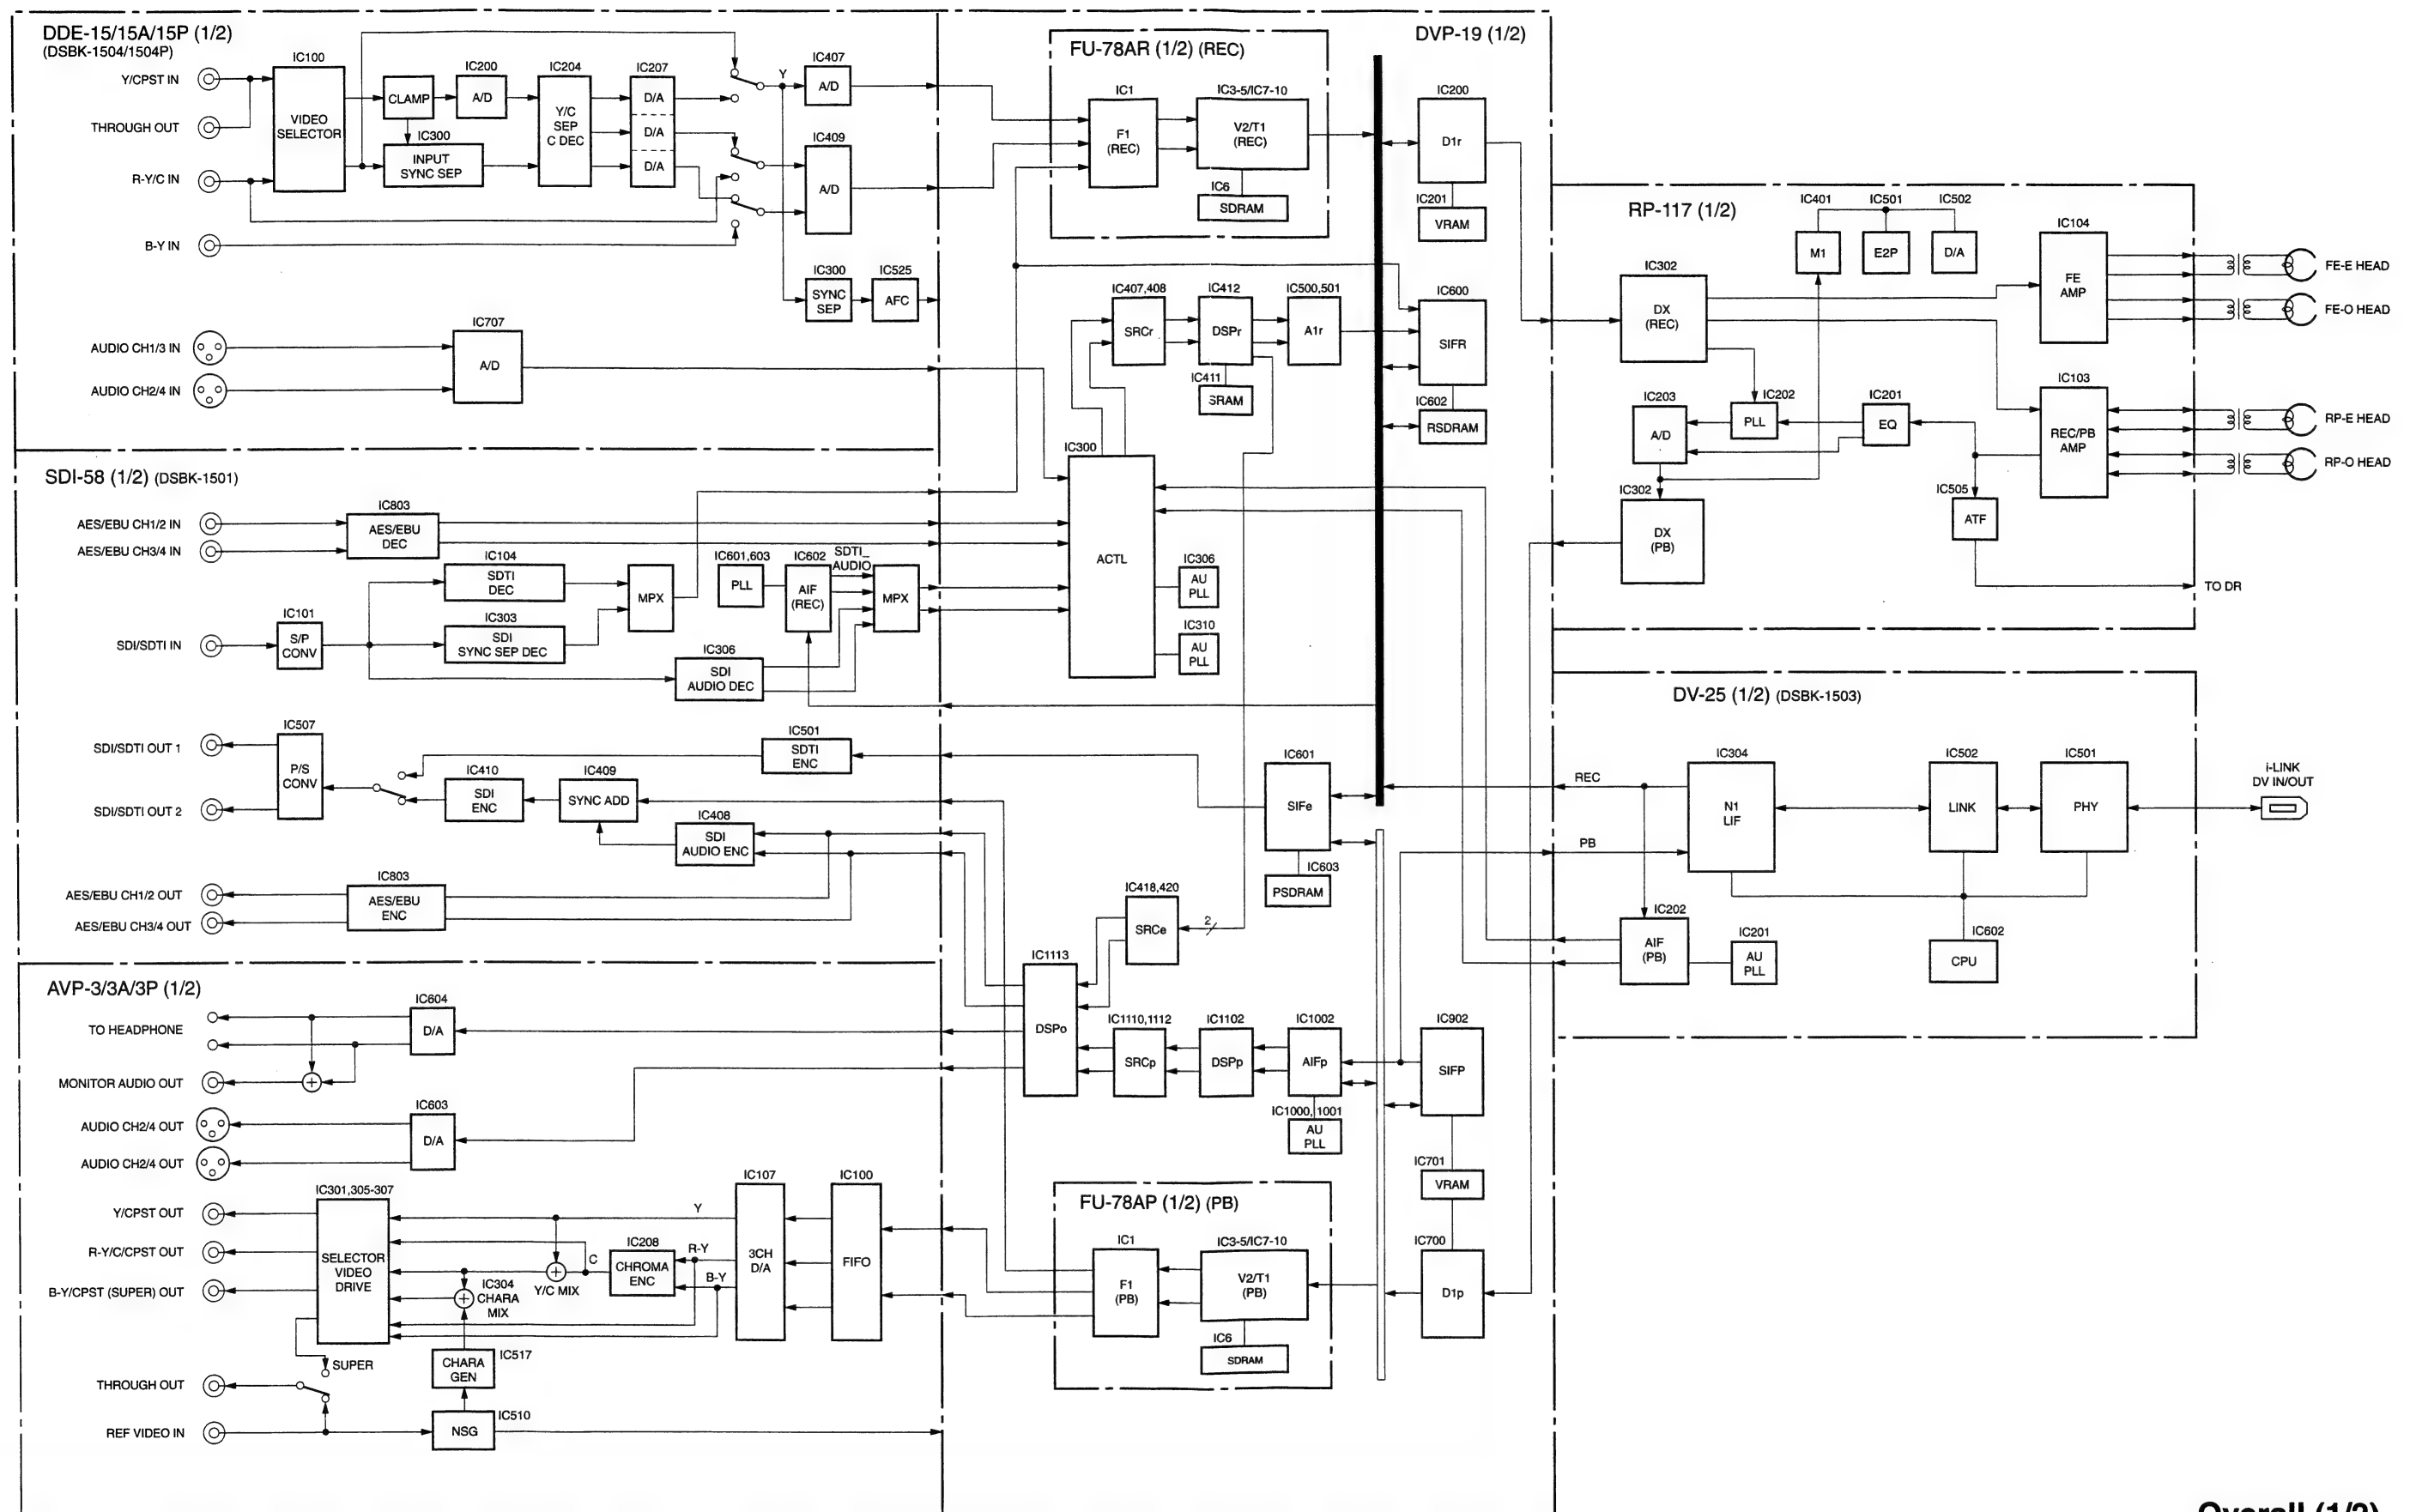 DDE-15/15A/15P (1/2)
(DSBK-1504/1504P)
Y/CPST IN
THROUGH OUT
R-Y/C IN
B-Y IN
IC100
VIDEO
SELECTOR
CLAMP
IC200
A/D
IC300
INPUT
SYNC SEP
IC204
Y/C
SEP
C DEC
IC207
D/A
D/A
D/A
Y
IC407
A/D
IC409
A/D
IC300
SYNC
SEP
IC525
AFC
AUDIO CH1/3 IN
AUDIO CH2/4 IN
IC707
A/D
SDI-58 (1/2) (DSBK-1501)
AES/EBU CH1/2 IN
AES/EBU CH3/4 IN
IC803
AES/EBU
DEC
IC104
SDTI
DEC
SDI/SDTI IN
IC101
S/P
CONV
IC303
SDI
SYNC SEP DEC
MPX
IC601,603
PLL
IC602
AIF
(REC)
SDTI_
AUDIO
MPX
IC306
SDI
AUDIO DEC
IC507
P/S
CONV
SDI/SDTI OUT 1
SDI/SDTI OUT 2
IC501
SDTI
ENC
IC410
SDI
ENC
IC409
SYNC ADD
IC408
SDI
AUDIO ENC
AES/EBU CH1/2 OUT
AES/EBU CH3/4 OUT
IC803
AES/EBU
ENC
AVP-3/3A/3P (1/2)
TO HEADPHONE
MONITOR AUDIO OUT
IC604
D/A
AUDIO CH2/4 OUT
AUDIO CH2/4 OUT
IC603
D/A
Y/CPST OUT
R-Y/C/CPST OUT
B-Y/CPST (SUPER) OUT
IC301,305-307
SELECTOR
VIDEO
DRIVE
Y
R-Y
B-Y
C
Y/C MIX
IC304
CHARA
MIX
IC208
CHROMA
ENC
IC107
3CH
D/A
IC100
FIFO
SUPER
THROUGH OUT
REF VIDEO IN
IC517
CHARA
GEN
IC510
NSG
DVP-19 (1/2)
FU-78AR (1/2) (REC)
IC1
F1
(REC)
IC3-5/IC7-10
V2/T1
(REC)
IC6
SDRAM
IC200
D1r
IC201
VRAM
IC407,408
SRCr
IC412
DSPr
IC411
SRAM
IC500,501
A1r
IC600
SIFR
IC602
RSDRAM
IC300
ACTL
IC306
AU
PLL
IC310
AU
PLL
IC601
SIFe
IC603
PSDRAM
IC418,420
SRCe
2
IC1113
DSPo
IC1110,1112
SRCp
IC1102
DSPp
IC1002
AIFp
IC1000, 1001
AU
PLL
IC902
SIFP
IC701
VRAM
IC700
D1p
FU-78AP (1/2) (PB)
IC1
F1
(PB)
IC3-5/IC7-10
V2/T1
(PB)
IC6
SDRAM
RP-117 (1/2)
IC401
M1
IC501
E2P
IC502
D/A
IC104
FE
AMP
IC302
DX
(REC)
IC203
A/D
IC202
PLL
IC201
EQ
IC103
REC/PB
AMP
IC302
DX
(PB)
IC505
ATF
TO DR
FE-E HEAD
FE-O HEAD
RP-E HEAD
RP-O HEAD
DV-25 (1/2) (DSBK-1503)
REC
PB
IC304
N1
LIF
IC502
LINK
IC501
PHY
i-LINK
DV IN/OUT
IC202
AIF
(PB)
IC201
AU
PLL
IC602
CPU
Overall (1/2)